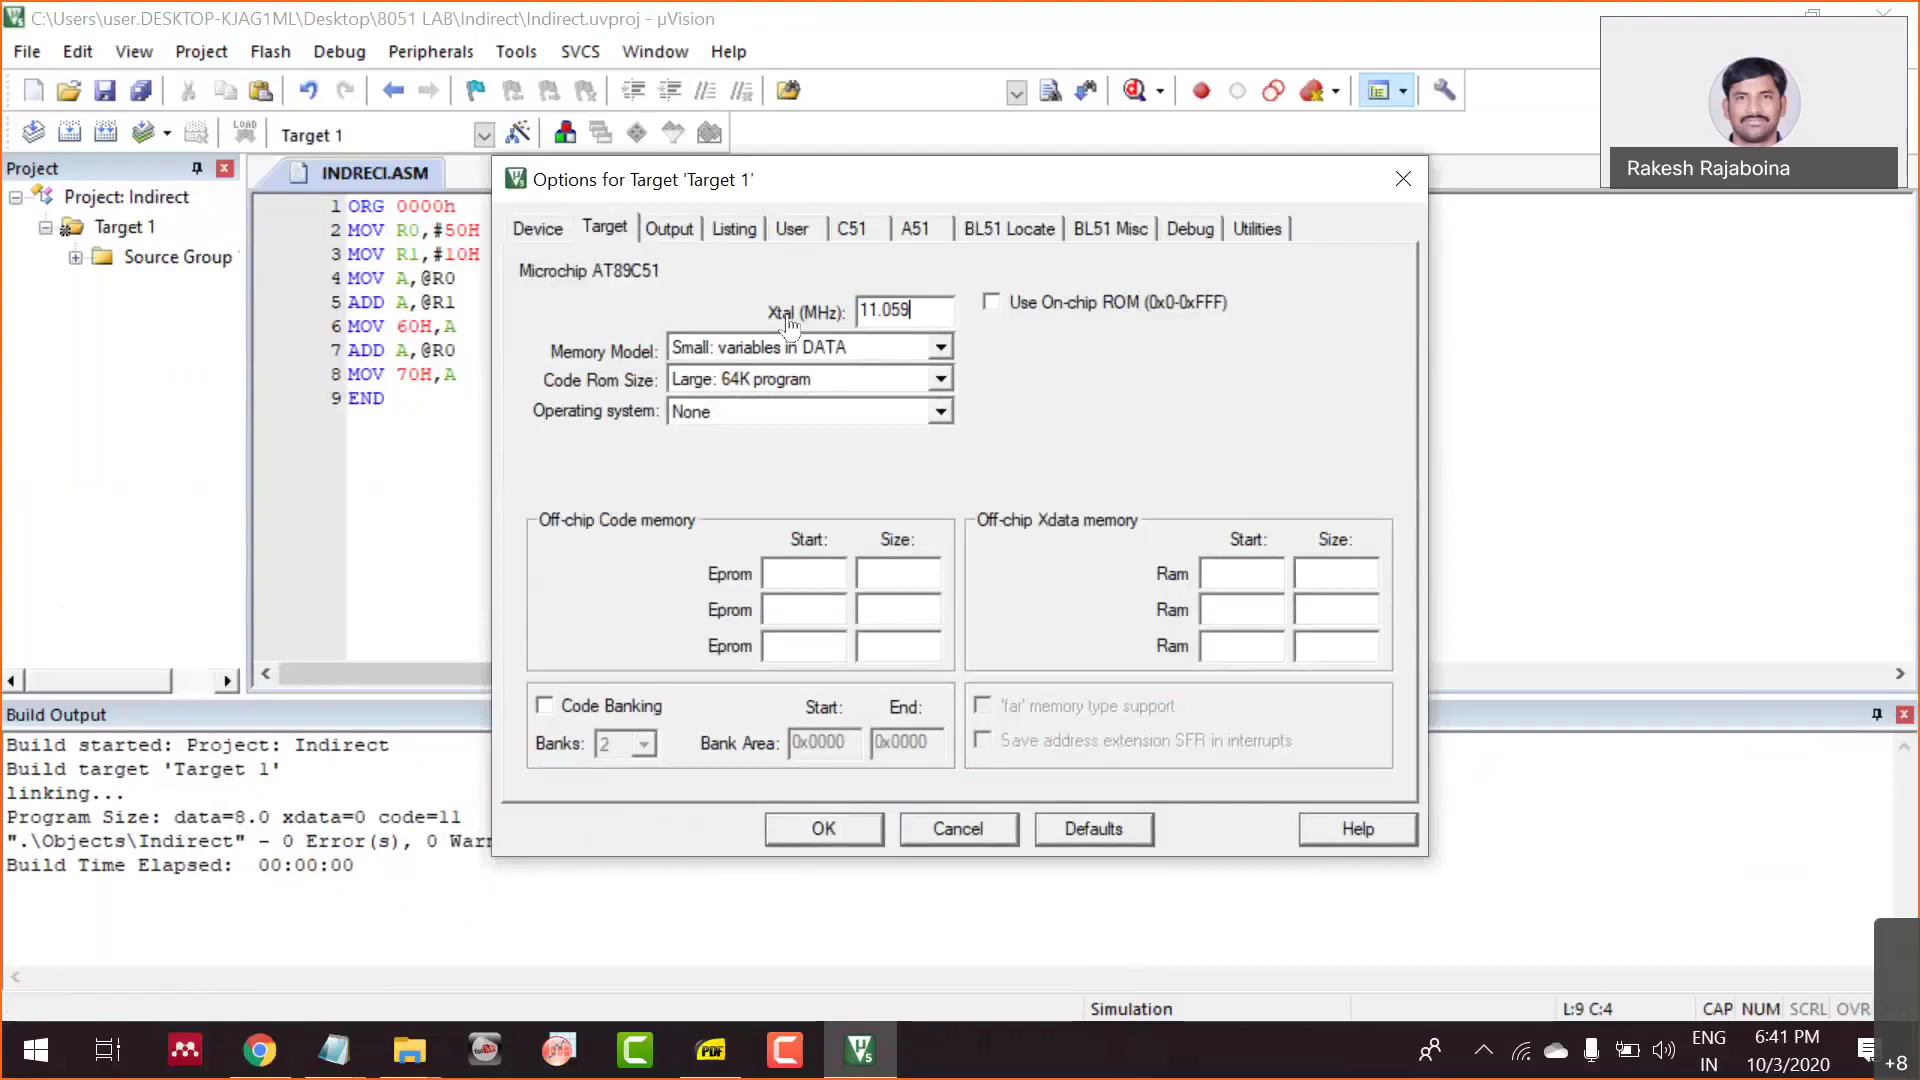 C:\Users\user.DESKTOP-KJAG1ML\Desktop\8051 LAB\Indirect\Indirect.uvproj - µVision
File Edit View Project Flash Debug Peripherals Tools SVCS Window Help
LOAD
Target 1
Rakesh Rajaboina
Project
Project: Indirect
Target 1
Source Group
INDRECI.ASM
1 ORG 0000h
2 MOV R0,#50H
3 MOV R1,#10H
4 MOV A,@R0
5 ADD A,@R1
6 MOV 60H,A
7 ADD A,@R0
8 MOV 70H,A
9 END
Options for Target 'Target 1'
Device Target Output Listing User C51 A51 BL51 Locate BL51 Misc Debug Utilities
Microchip AT89C51
Xtal (MHz): 11.059
Use On-chip ROM (0x0-0xFFF)
Memory Model: Small: variables in DATA
Code Rom Size: Large: 64K program
Operating system: None
Off-chip Code memory
Start: Size:
Eprom
Eprom
Eprom
Off-chip Xdata memory
Start: Size:
Ram
Ram
Ram
Code Banking Start: End:
Banks: 2 Bank Area: 0x0000 0x0000
'far' memory type support
Save address extension SFR in interrupts
OK Cancel Defaults Help
Build Output
Build started: Project: Indirect
Build target 'Target 1'
linking...
Program Size: data=8.0 xdata=0 code=11
".\Objects\Indirect" - 0 Error(s), 0 Warn
Build Time Elapsed: 00:00:00
Simulation L:9 C:4 CAP NUM SCRL OVR
PDF
ENG
IN
6:41 PM
10/3/2020
+8